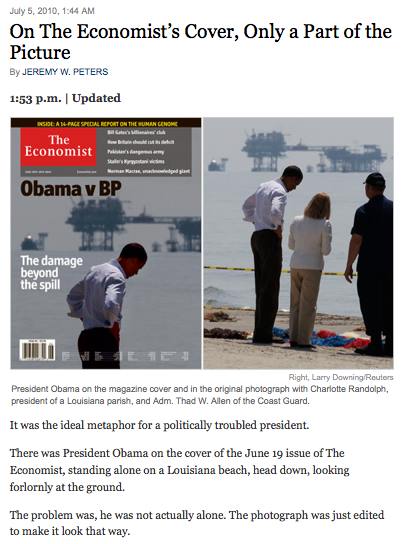 July 5, 2010, 1:44 AM
On The Economist’s Cover, Only a Part of the
Picture
By JEREMY W. PETERS
1:53 p.m. | Updated
INSIDE: A 14-PAGE SPECIAL REPORT ON THE HUMAN GENOME
The
Economist
Bill Gates's billionaires' club
How Britain should cut its deficit
Pakistan's dangerous army
Stalin's Kyrgyzstani victims
Norman Macrae, unacknowledged giant
Obama v BP
The damage
beyond
the spill
Right, Larry Downing/Reuters
President Obama on the magazine cover and in the original photograph with Charlotte Randolph,
president of a Louisiana parish, and Adm. Thad W. Allen of the Coast Guard.
It was the ideal metaphor for a politically troubled president.
There was President Obama on the cover of the June 19 issue of The
Economist, standing alone on a Louisiana beach, head down, looking
forlornly at the ground.
The problem was, he was not actually alone. The photograph was just edited
to make it look that way.